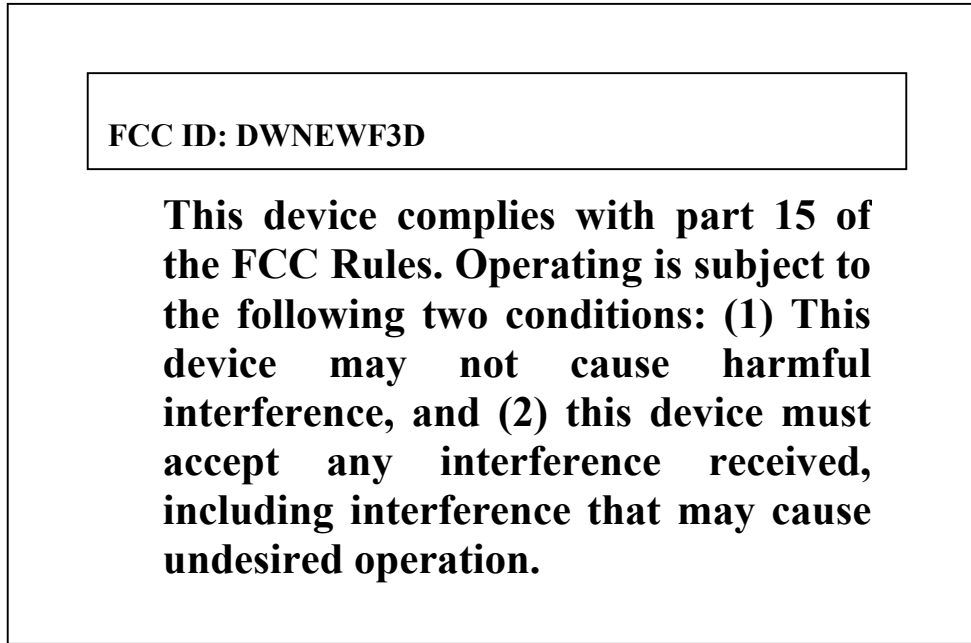 FCC ID: DWNEWF3D
This device complies with part 15 of
the FCC Rules. Operating is subject to
the following two conditions: (1) This
device may not cause harmful
interference, and (2) this device must
accept any interference received,
including interference that may cause
undesired operation.